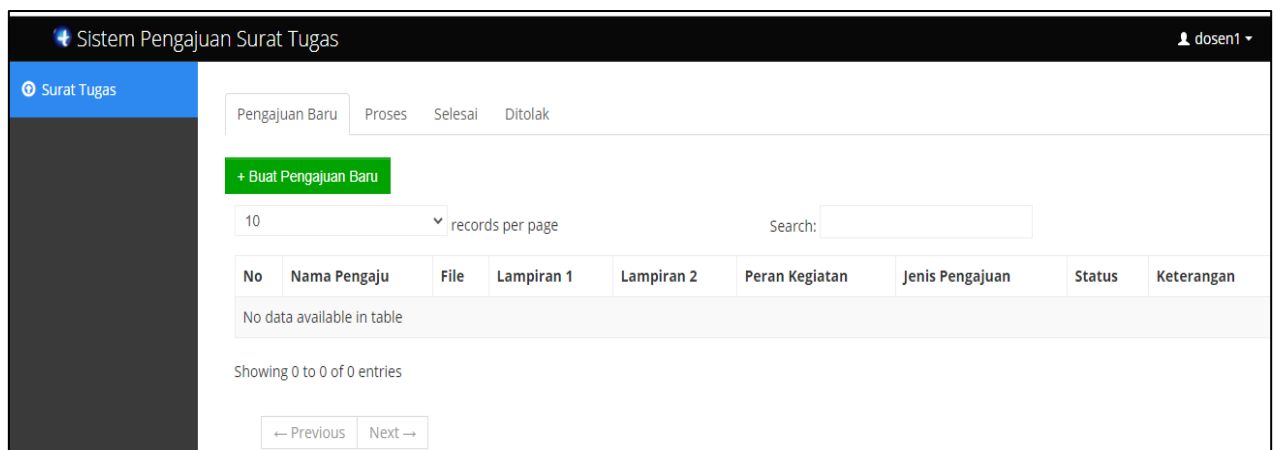 Sistem Pengajuan Surat Tugas dosen1
Surat Tugas
Pengajuan Baru Proses Selesai Ditolak
+ Buat Pengajuan Baru
10 records per page Search:
No Nama Pengaju File Lampiran 1 Lampiran 2 Peran Kegiatan Jenis Pengajuan Status Keterangan
No data available in table
Showing 0 to 0 of 0 entries
← Previous Next →